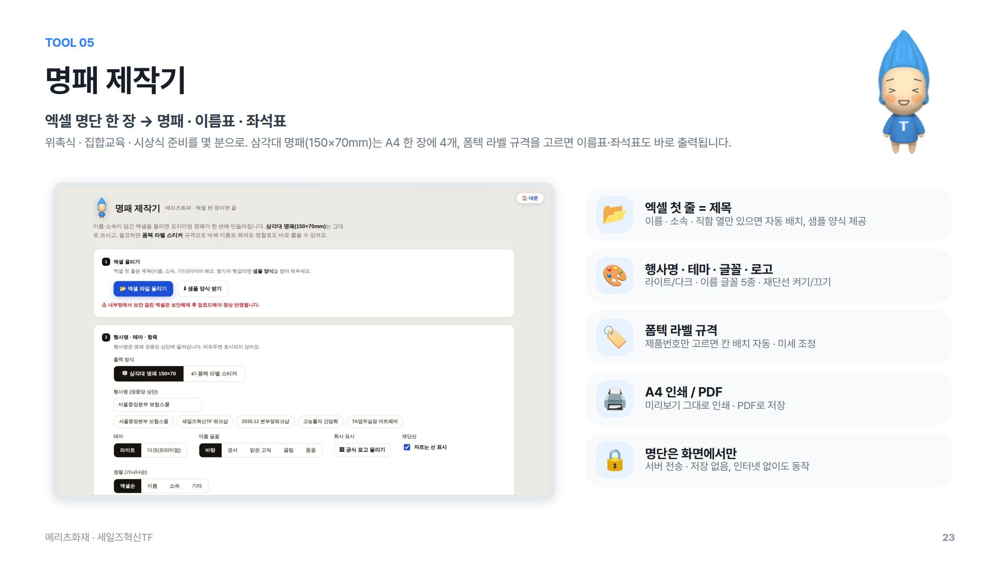 TOOL 05
명패 제작기
엑셀 명단 한 장 → 명패 · 이름표 · 좌석표
위촉식 · 집합교육 · 시상식 준비를 몇 분으로. 삼각대 명패(150×70mm)는 A4 한 장에 4개, 폼텍 라벨 규격을 고르면 이름표·좌석표도 바로 출력됩니다.
T
대문
명패 제작기 메리츠화재 · 엑셀 한 장이면 끝
이름·소속이 담긴 엑셀을 올리면 프리미엄 명패가 한 번에 만들어집니다. 삼각대 명패(150×70mm)는 그대
로 쓰시고, 필요하면 폼텍 라벨 스티커 규격으로 바꿔 이름표·좌석표·명찰로도 바로 뽑을 수 있어요.
1 엑셀 올리기
엑셀 첫 줄은 제목(이름, 소속, 기타)이어야 해요. 형식이 헷갈리면 샘플 양식을 받아 채우세요.
엑셀 파일 올리기 ⬇ 샘플 양식 받기
⚠ 내부망에서 보안 걸린 엑셀은 보안해제 후 업로드해야 정상 반영됩니다.
2 행사명 · 테마 · 항목
행사명은 명패 정중앙 상단에 들어갑니다. 비워두면 표시되지 않아요.
출력 방식
삼각대 명패 150×70 폼텍 라벨 스티커
행사명 (정중앙 상단)
서울중앙본부 보험스쿨
서울중앙본부 보험스쿨 세일즈혁신TF 워크샵 2035.12 본부장워크샵 고능률자 간담회 TA업무실장 아트페어
테마 이름 글꼴 회사 표시 재단선
라이트 다크(프리미엄) 바탕 궁서 맑은 고딕 굴림 돋움 공식 로고 올리기 자르는 선 표시
정렬 (가나다순)
엑셀순 이름 소속 기타
엑셀 첫 줄 = 제목
이름 · 소속 · 직함 열만 있으면 자동 배치, 샘플 양식 제공
행사명 · 테마 · 글꼴 · 로고
라이트/다크 · 이름 글꼴 5종 · 재단선 켜기/끄기
폼텍 라벨 규격
제품번호만 고르면 칸 배치 자동 · 미세 조정
A4 인쇄 / PDF
미리보기 그대로 인쇄 · PDF로 저장
명단은 화면에서만
서버 전송 · 저장 없음, 인터넷 없이도 동작
메리츠화재 · 세일즈혁신TF
23